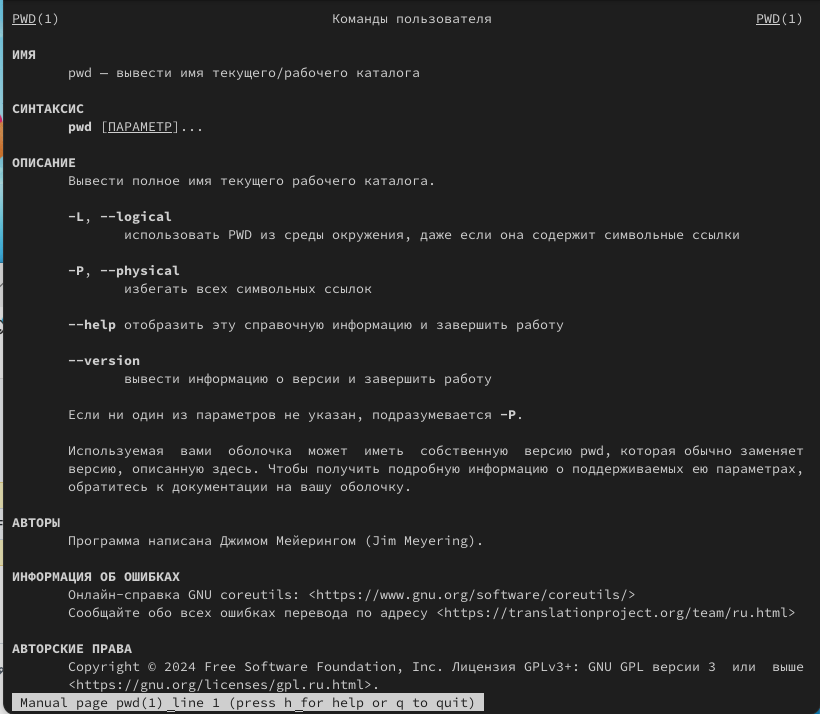 PWD(1) Команды пользователя PWD(1)
ИМЯ
pwd — вывести имя текущего/рабочего каталога
СИНТАКСИС
pwd [ПАРАМЕТР]...
ОПИСАНИЕ
Вывести полное имя текущего рабочего каталога.
-L, --logical
использовать PWD из среды окружения, даже если она содержит символьные ссылки
-P, --physical
избегать всех символьных ссылок
--help отобразить эту справочную информацию и завершить работу
--version
вывести информацию о версии и завершить работу
Если ни один из параметров не указан, подразумевается -P.
Используемая вами оболочка может иметь собственную версию pwd, которая обычно заменяет
версию, описанную здесь. Чтобы получить подробную информацию о поддерживаемых ею параметрах,
обратитесь к документации на вашу оболочку.
АВТОРЫ
Программа написана Джимом Мейерингом (Jim Meyering).
ИНФОРМАЦИЯ ОБ ОШИБКАХ
Онлайн-справка GNU coreutils: <https://www.gnu.org/software/coreutils/>
Сообщайте обо всех ошибках перевода по адресу <https://translationproject.org/team/ru.html>
АВТОРСКИЕ ПРАВА
Copyright © 2024 Free Software Foundation, Inc. Лицензия GPLv3+: GNU GPL версии 3 или выше
<https://gnu.org/licenses/gpl.ru.html>.
Manual page pwd(1) line 1 (press h for help or q to quit)